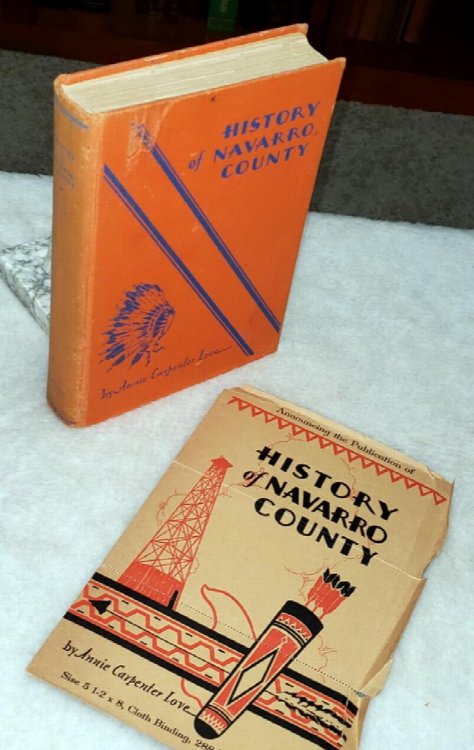 HISTORY
of NAVARRO
COUNTY
by Annie Carpenter Love
Announcing the Publication of
HISTORY
of NAVARRO
COUNTY
by Annie Carpenter Love
Size 5 1-2 x 8, Cloth Binding, 288